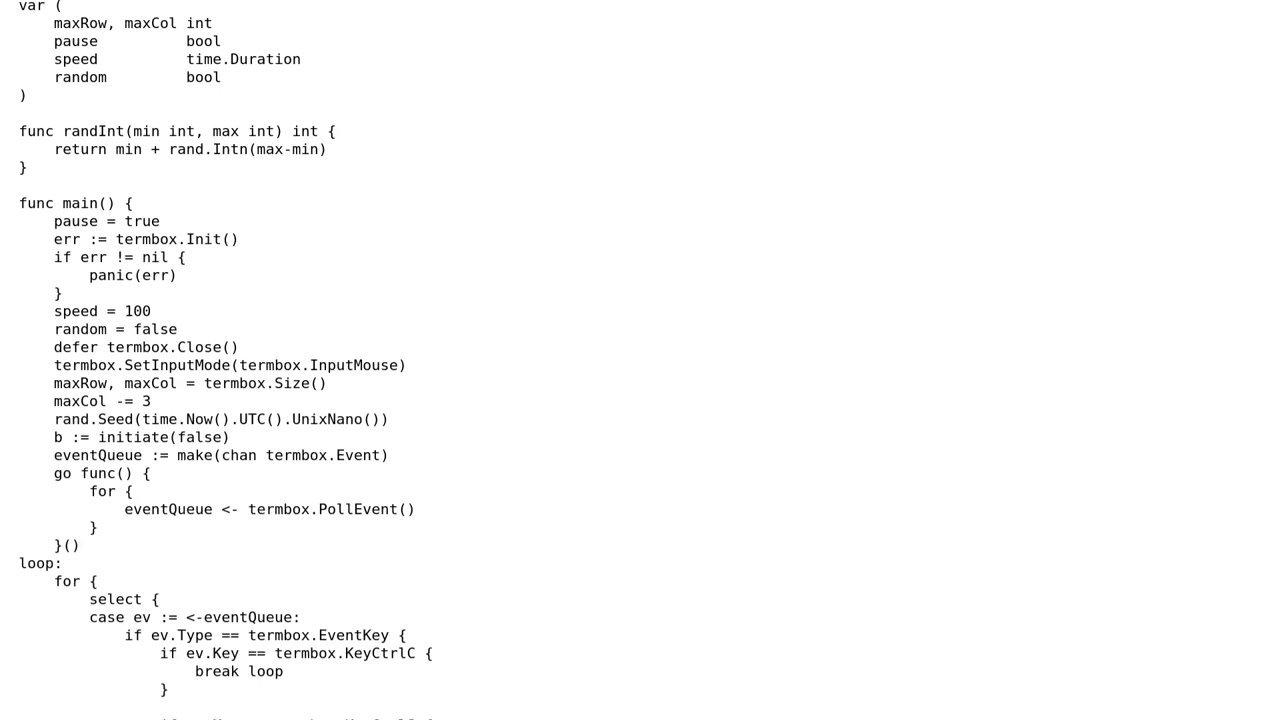 var (
    maxRow, maxCol int
    pause          bool
    speed          time.Duration
    random         bool
)

func randInt(min int, max int) int {
    return min + rand.Intn(max-min)
}

func main() {
    pause = true
    err := termbox.Init()
    if err != nil {
        panic(err)
    }
    speed = 100
    random = false
    defer termbox.Close()
    termbox.SetInputMode(termbox.InputMouse)
    maxRow, maxCol = termbox.Size()
    maxCol -= 3
    rand.Seed(time.Now().UTC().UnixNano())
    b := initiate(false)
    eventQueue := make(chan termbox.Event)
    go func() {
        for {
            eventQueue <- termbox.PollEvent()
        }
    }()
loop:
    for {
        select {
        case ev := <-eventQueue:
            if ev.Type == termbox.EventKey {
                if ev.Key == termbox.KeyCtrlC {
                    break loop
                }